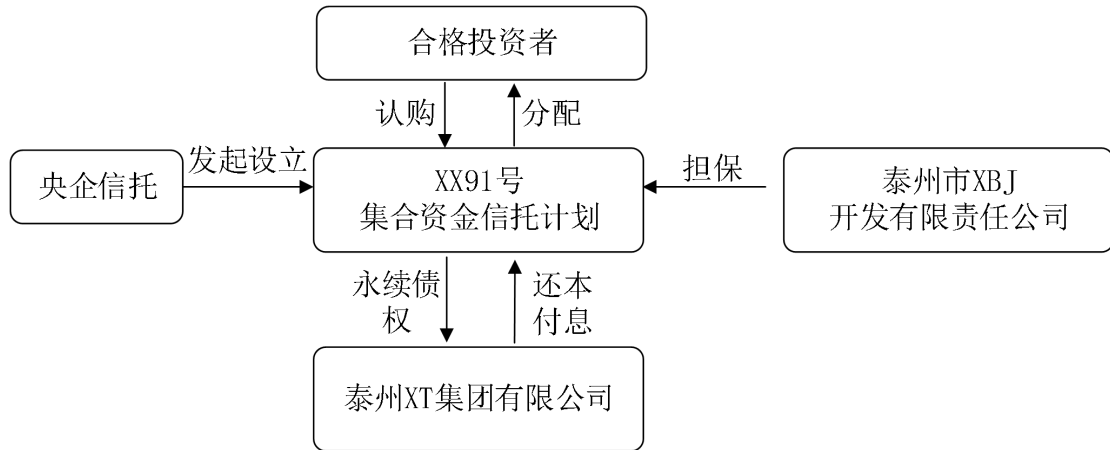 合格投资者
认购
分配
央企信托
发起设立
XX91号
集合资金信托计划
担保
泰州市XBJ
开发有限责任公司
永续债
权
还本
付息
泰州XT集团有限公司